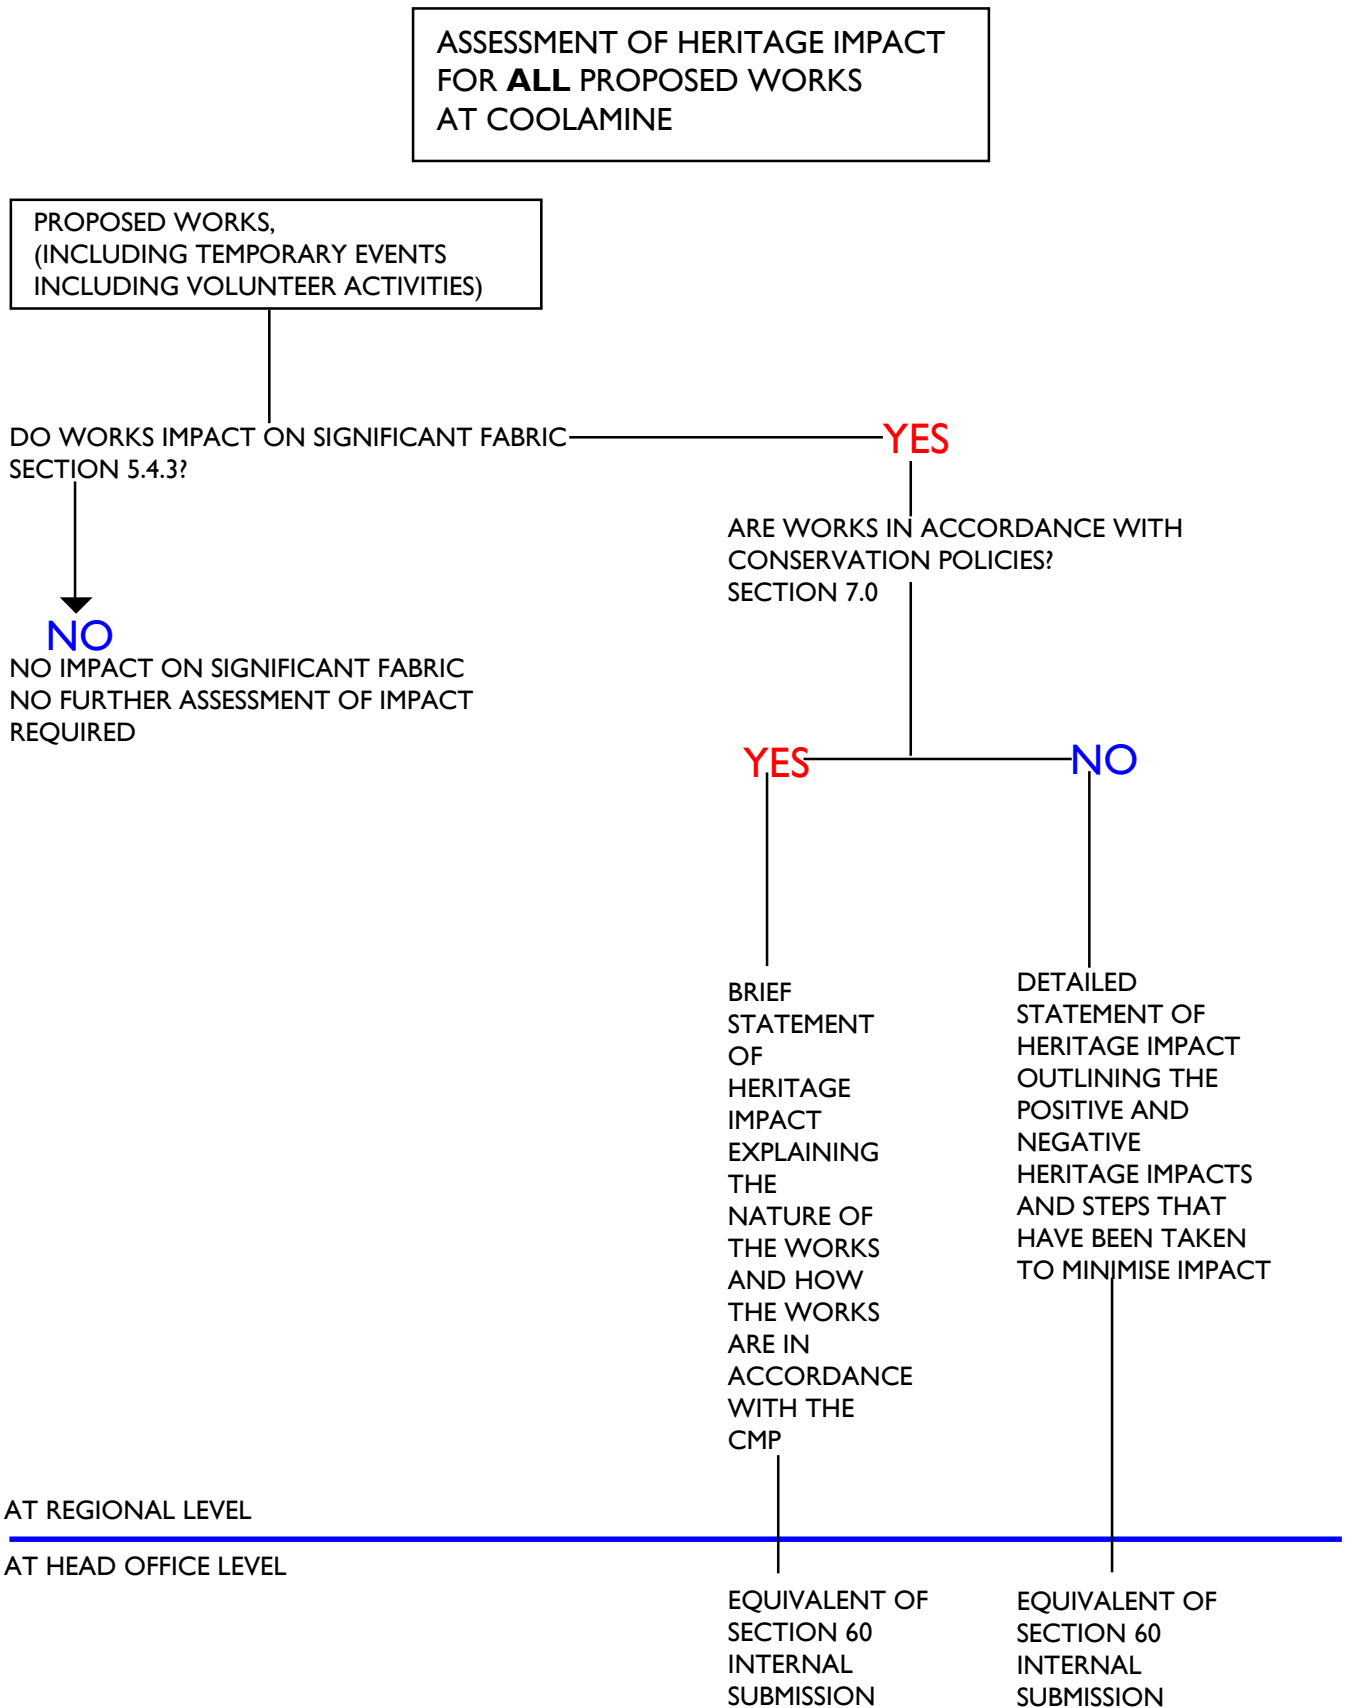 ASSESSMENT OF HERITAGE IMPACT
FOR ALL PROPOSED WORKS
AT COOLAMINE
PROPOSED WORKS,
(INCLUDING TEMPORARY EVENTS
INCLUDING VOLUNTEER ACTIVITIES)
DO WORKS IMPACT ON SIGNIFICANT FABRIC
SECTION 5.4.3?
YES
NO
NO IMPACT ON SIGNIFICANT FABRIC
NO FURTHER ASSESSMENT OF IMPACT
REQUIRED
ARE WORKS IN ACCORDANCE WITH
CONSERVATION POLICIES?
SECTION 7.0
YES
NO
BRIEF
STATEMENT
OF
HERITAGE
IMPACT
EXPLAINING
THE
NATURE OF
THE WORKS
AND HOW
THE WORKS
ARE IN
ACCORDANCE
WITH THE
CMP
DETAILED
STATEMENT OF
HERITAGE IMPACT
OUTLINING THE
POSITIVE AND
NEGATIVE
HERITAGE IMPACTS
AND STEPS THAT
HAVE BEEN TAKEN
TO MINIMISE IMPACT
AT REGIONAL LEVEL
AT HEAD OFFICE LEVEL
EQUIVALENT OF
SECTION 60
INTERNAL
SUBMISSION
EQUIVALENT OF
SECTION 60
INTERNAL
SUBMISSION